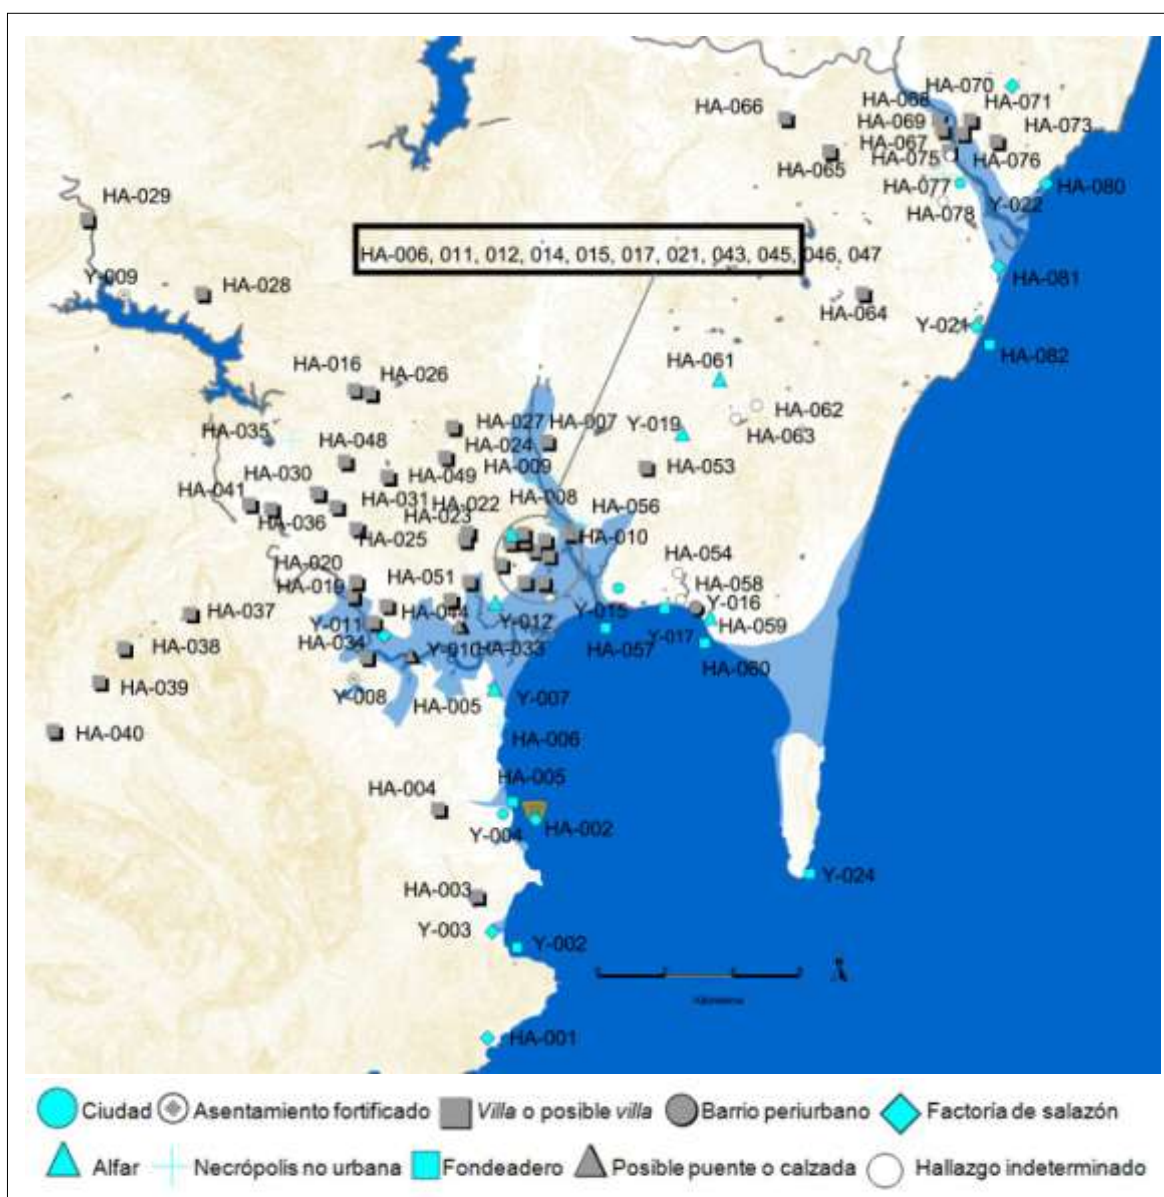 HA-070
HA-068
HA-071
HA-066
HA-069
HA-073
HA-067
HA-065
HA-075
HA-076
HA-077
HA-080
HA-029
HA-078
Y-022
HA-006, 011, 012, 014, 015, 017, 021, 043, 045, 046, 047
Y-009
HA-028
HA-081
HA-064
Y-021
HA-082
HA-061
HA-016
HA-026
HA-062
HA-035
HA-027
HA-007
Y-019
HA-063
HA-048
HA-024
HA-030
HA-049
HA-009
HA-053
HA-041
HA-031
HA-022
HA-008
HA-056
HA-036
HA-023
HA-025
HA-010
HA-020
HA-054
HA-019
HA-051
HA-058
HA-037
HA-044
Y-016
Y-011
Y-012
Y-015
HA-059
HA-038
HA-034
Y-010
HA-033
HA-057
Y-017
HA-060
HA-039
Y-008
HA-005
Y-007
HA-040
HA-006
HA-004
HA-005
Y-004
HA-002
HA-003
Y-024
Y-003
Y-002
Kilómetros
HA-001
Ciudad Asentamiento fortificado Villa o posible villa Barrio periurbano Factoría de salazón
Alfar Necrópolis no urbana Fondeadero Posible puente o calzada Hallazgo indeterminado